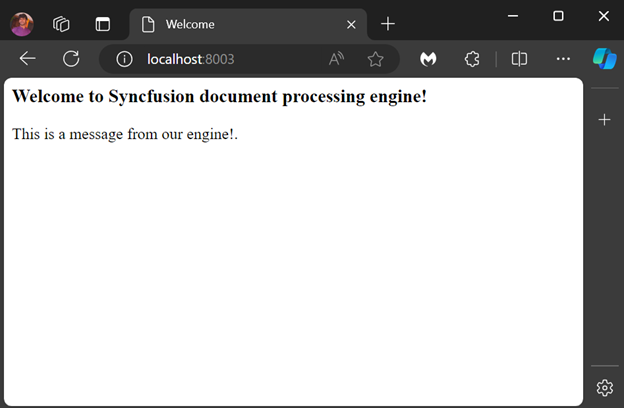 Welcome
localhost:8003
Welcome to Syncfusion document processing engine!
This is a message from our engine!.